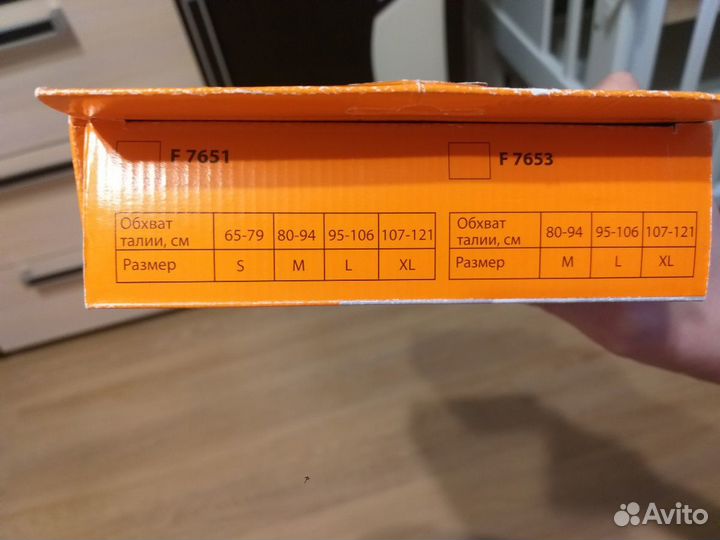 F 7651
Обхват талии, см 65-79 80-94 95-106 107-121
Размер S M L XL
F 7653
Обхват талии, см 80-94 95-106 107-121
Размер M L XL
Avito